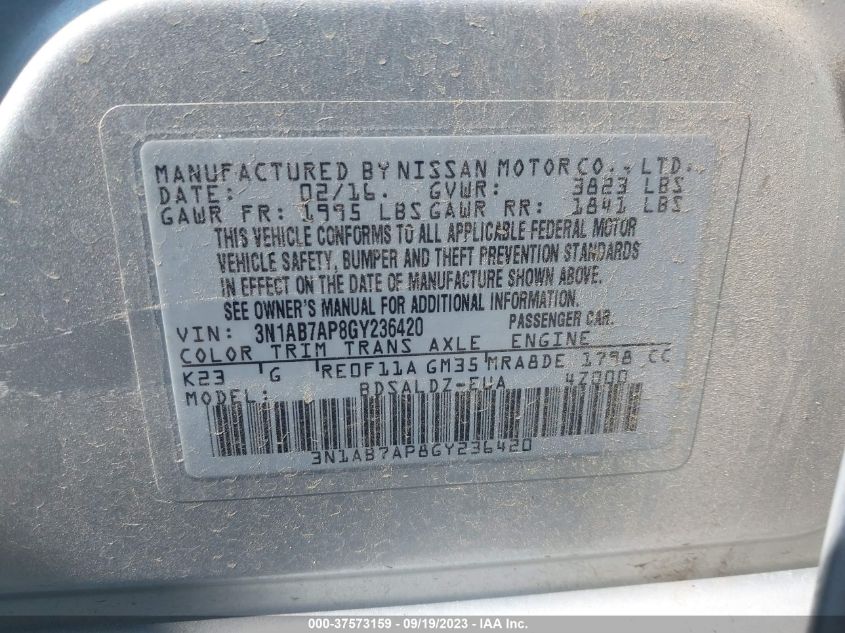 MANUFACTURED BY NISSAN MOTOR CO., LTD.
DATE: 02/16. GVWR: 3823 LBS
GAWR FR: 1995 LBS GAWR RR: 1841 LBS
THIS VEHICLE CONFORMS TO ALL APPLICABLE FEDERAL MOTOR
VEHICLE SAFETY, BUMPER AND THEFT PREVENTION STANDARDS
IN EFFECT ON THE DATE OF MANUFACTURE SHOWN ABOVE.
SEE OWNER'S MANUAL FOR ADDITIONAL INFORMATION.
VIN: 3N1AB7AP8GY236420 PASSENGER CAR.
COLOR TRIM TRANS AXLE ENGINE
K23 G RE0F11A GM35 MRA8DE 1798 CC
MODEL: BDSALDZ-EUA 4Z000
3N1AB7AP8GY236420
000-37573159 - 09/19/2023 - IAA Inc.